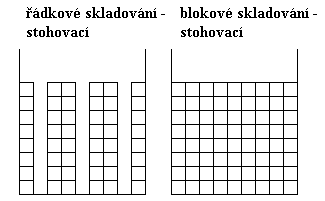 řádkové skladování -
stohovací
blokové skladování -
stohovací